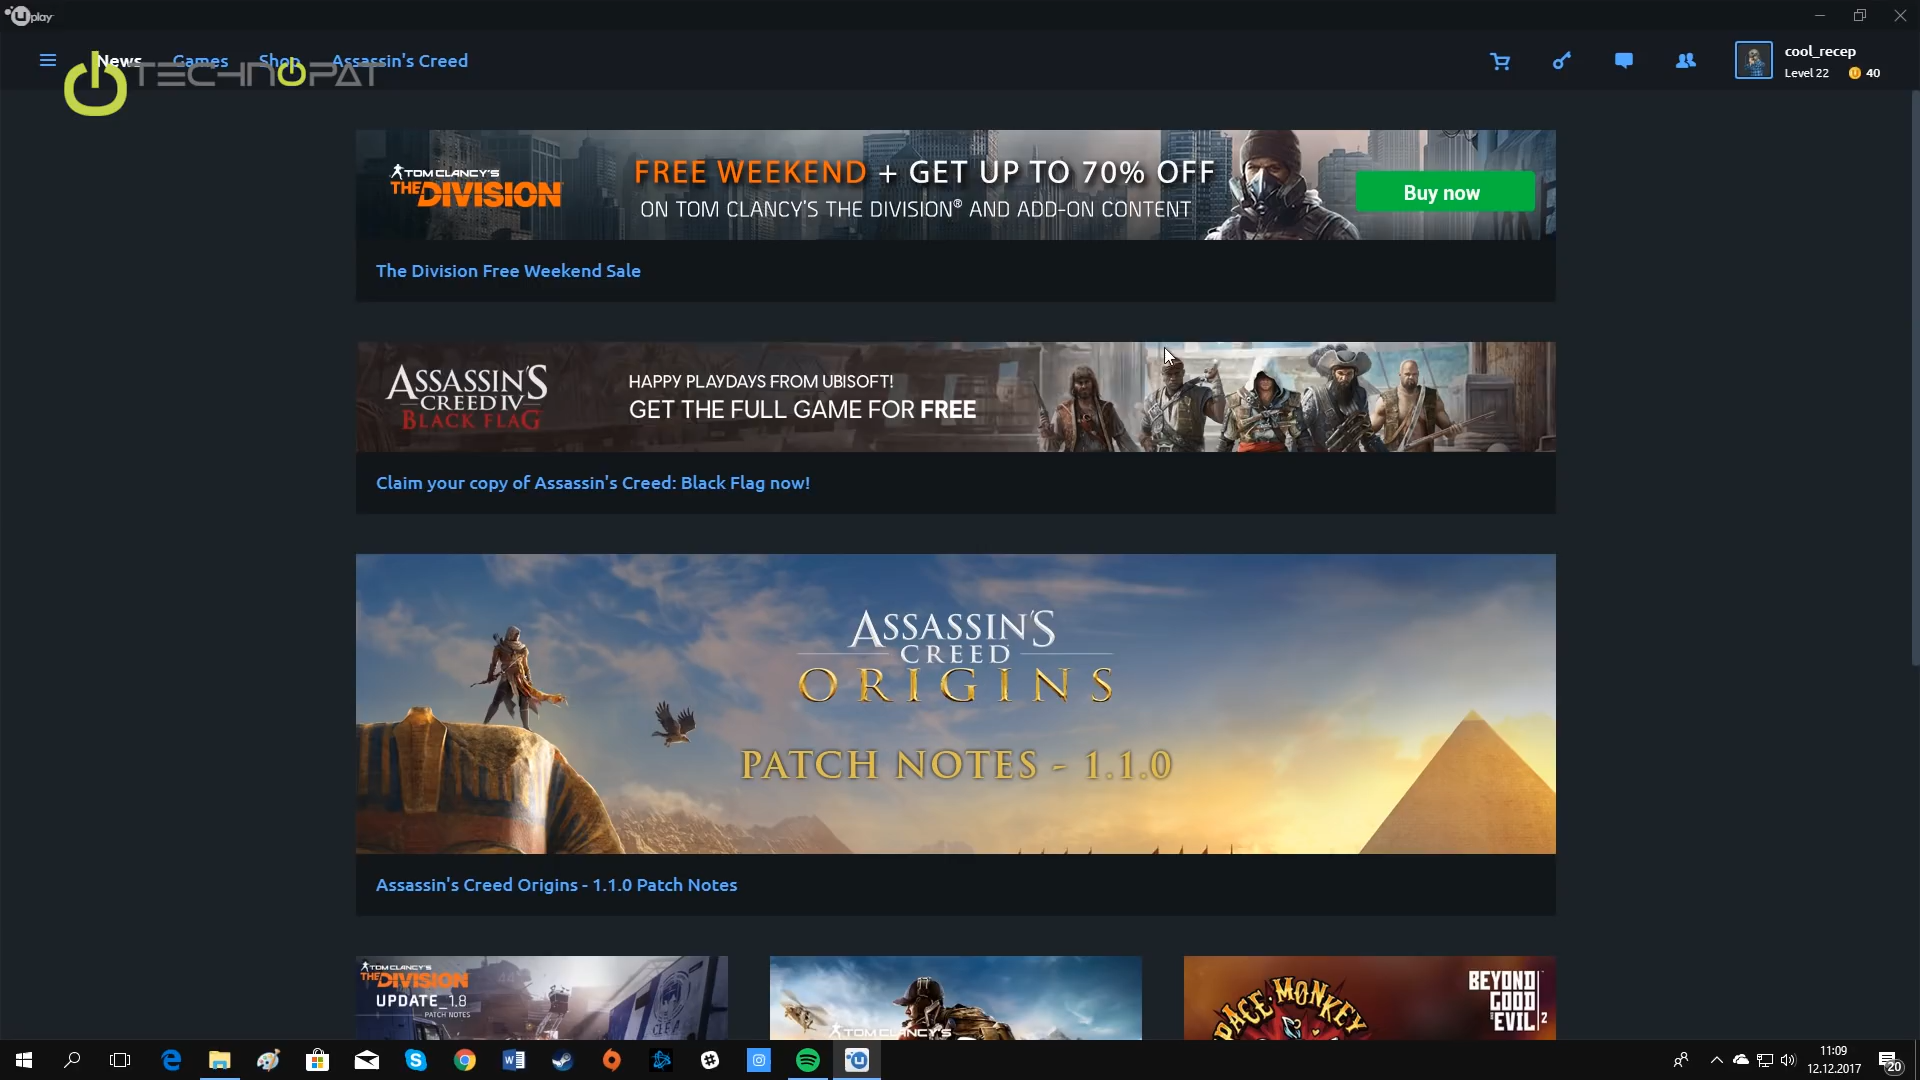 uplay
News Games Shop Assassin's Creed
TECHNOPAT
cool_recep
Level 22 40
TOM CLANCY'S
THE DIVISION
FREE WEEKEND + GET UP TO 70% OFF
ON TOM CLANCY'S THE DIVISION® AND ADD-ON CONTENT
Buy now
The Division Free Weekend Sale
ASSASSIN'S
CREED IV
BLACK FLAG
HAPPY PLAYDAYS FROM UBISOFT!
GET THE FULL GAME FOR FREE
Claim your copy of Assassin's Creed: Black Flag now!
ASSASSIN'S
CREED
ORIGINS
PATCH NOTES - 1.1.0
Assassin's Creed Origins - 1.1.0 Patch Notes
TOM CLANCY'S
THE DIVISION
UPDATE_1.8
PATCH NOTES
TOM CLANCY'S
SPACE MONKEY
BEYOND
GOOD
& EVIL 2
11:09
12.12.2017
20